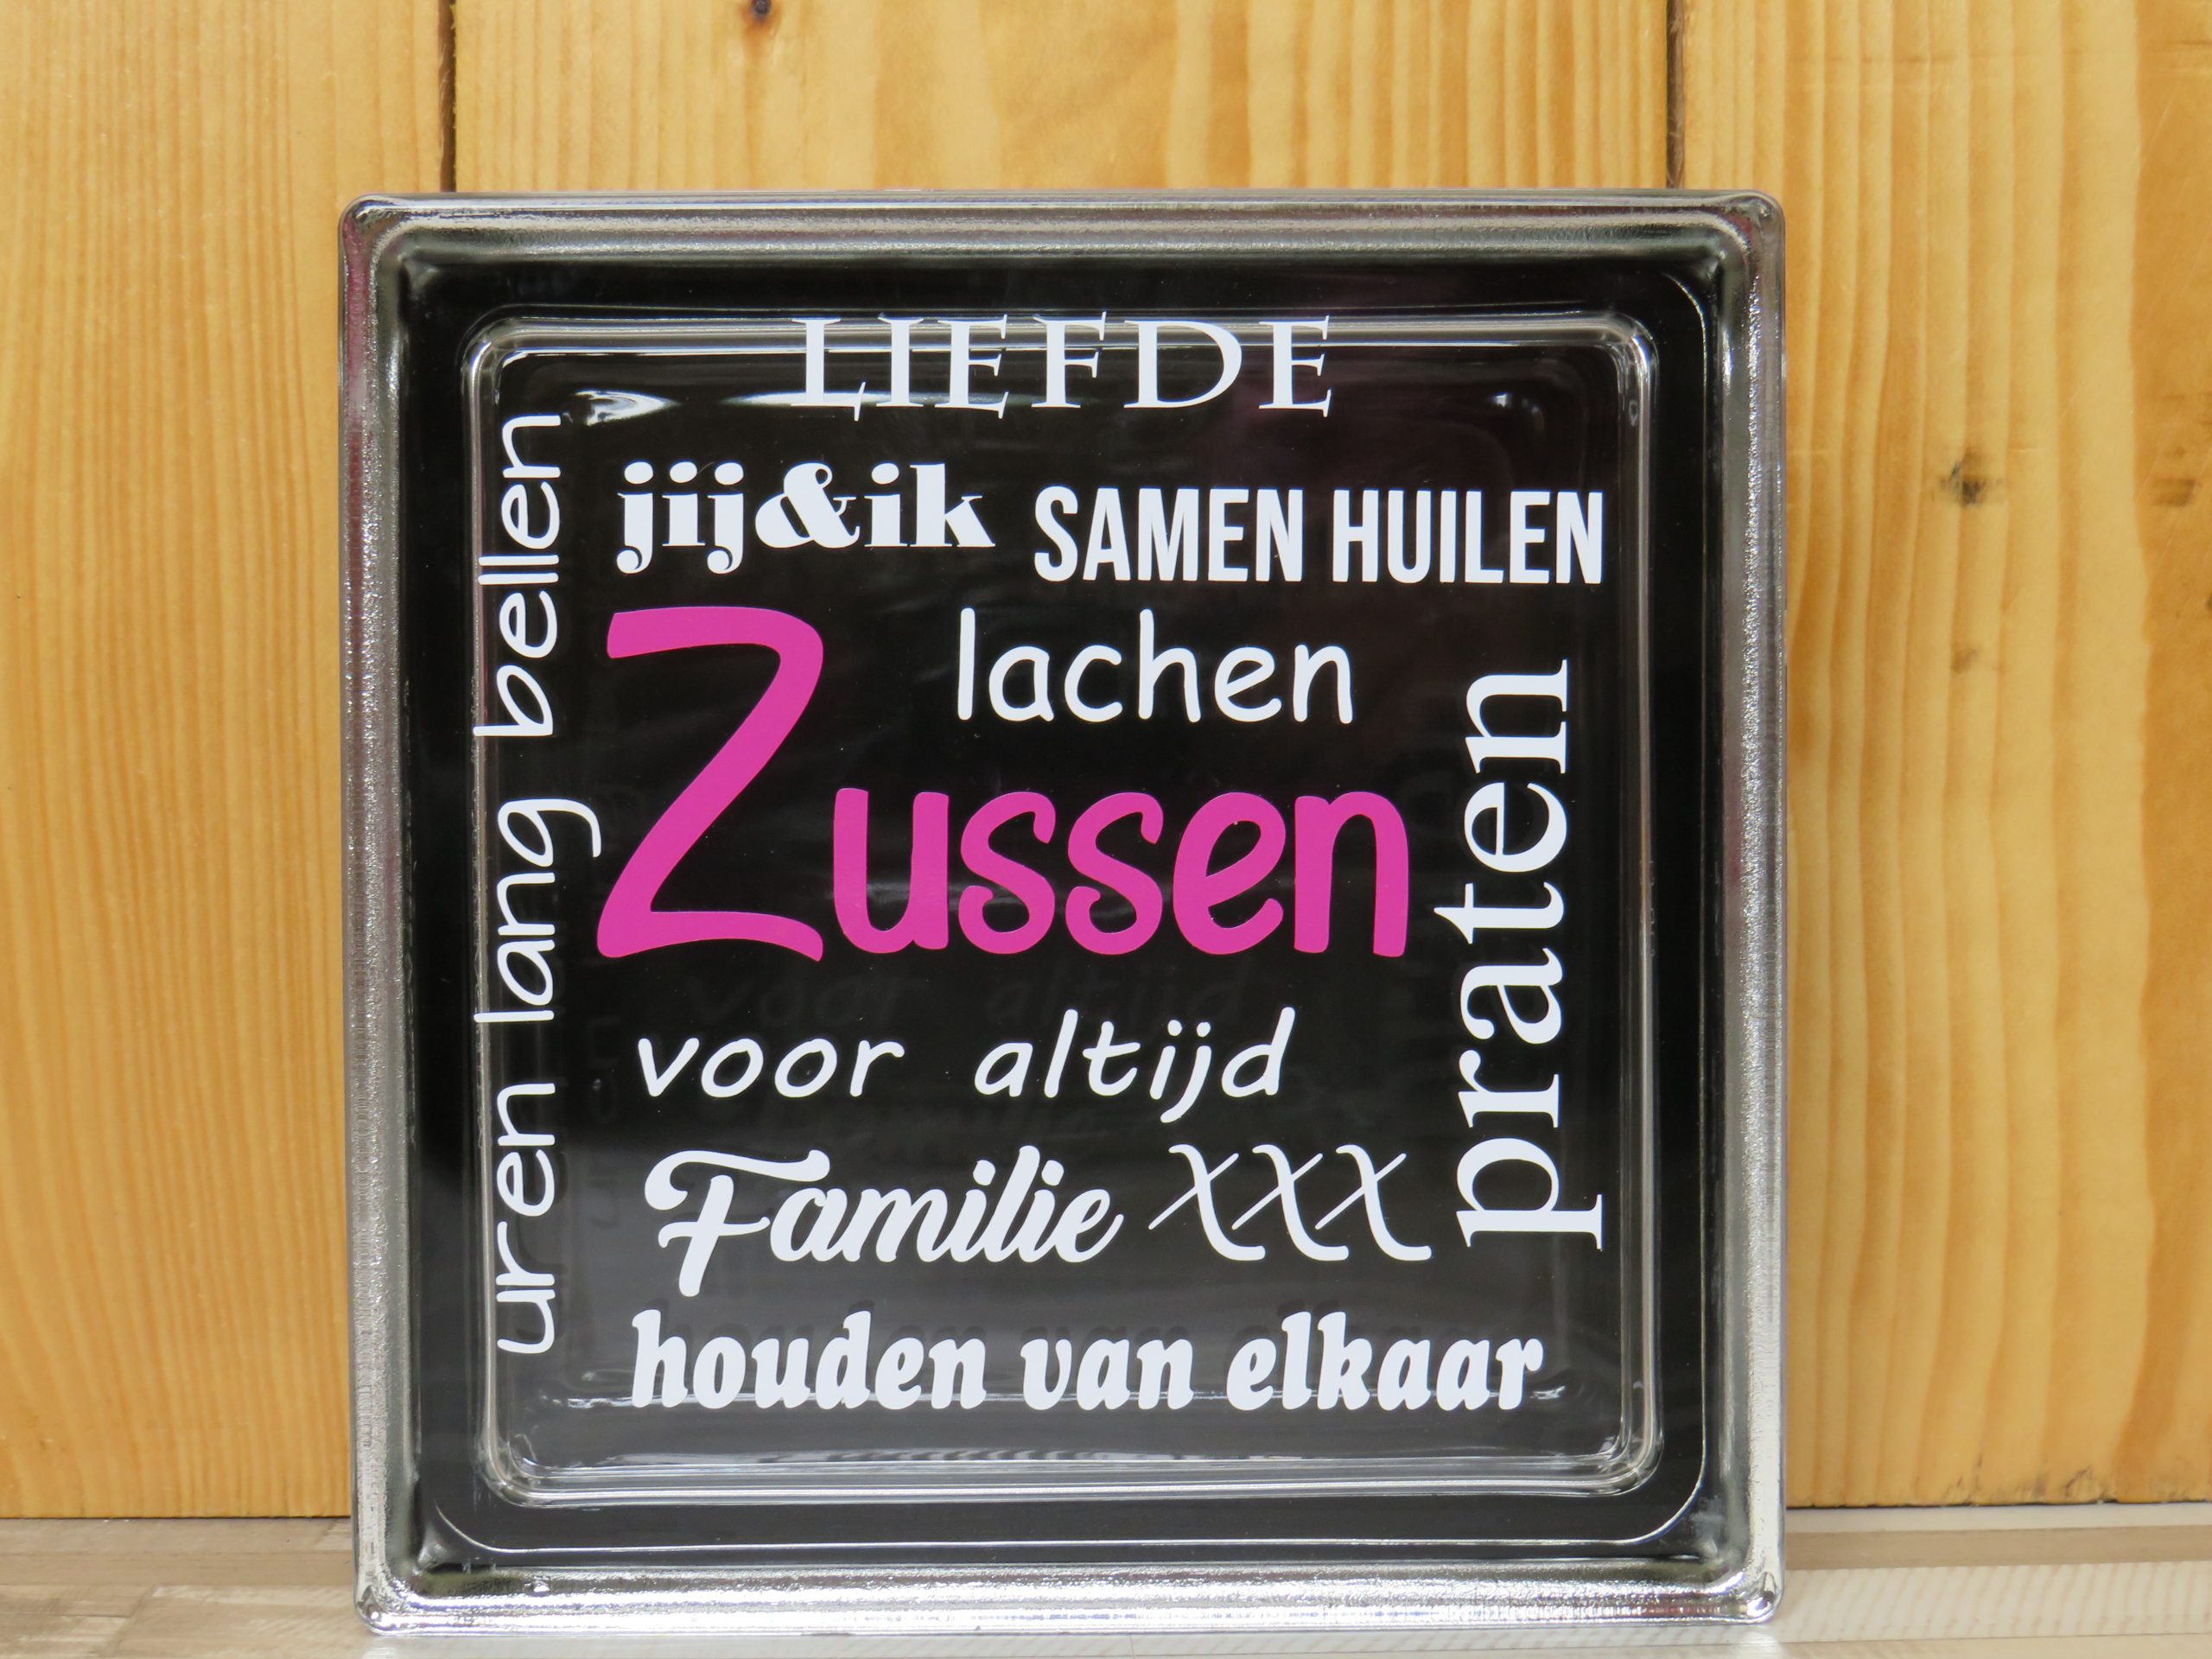 LIEFDE
uren lang bellen
jij&ik
SAMEN HUILEN
lachen
Zussen
praten
voor altijd
Familie XXX
houden van elkaar